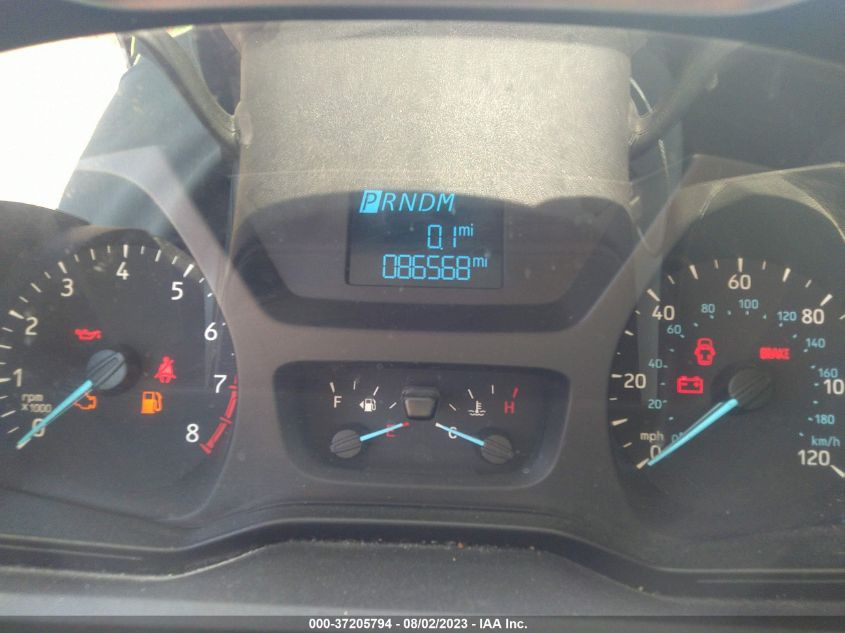 PRNDM
0.1 mi
086568 mi
0 1 2 3 4 5 6 7 8
rpm
x1000
F E
C H
0 20 40 60 80 100 120
20 40 60 80 100 120 140 160 180
BRAKE
mph
km/h
000-37205794 - 08/02/2023 - IAA Inc.